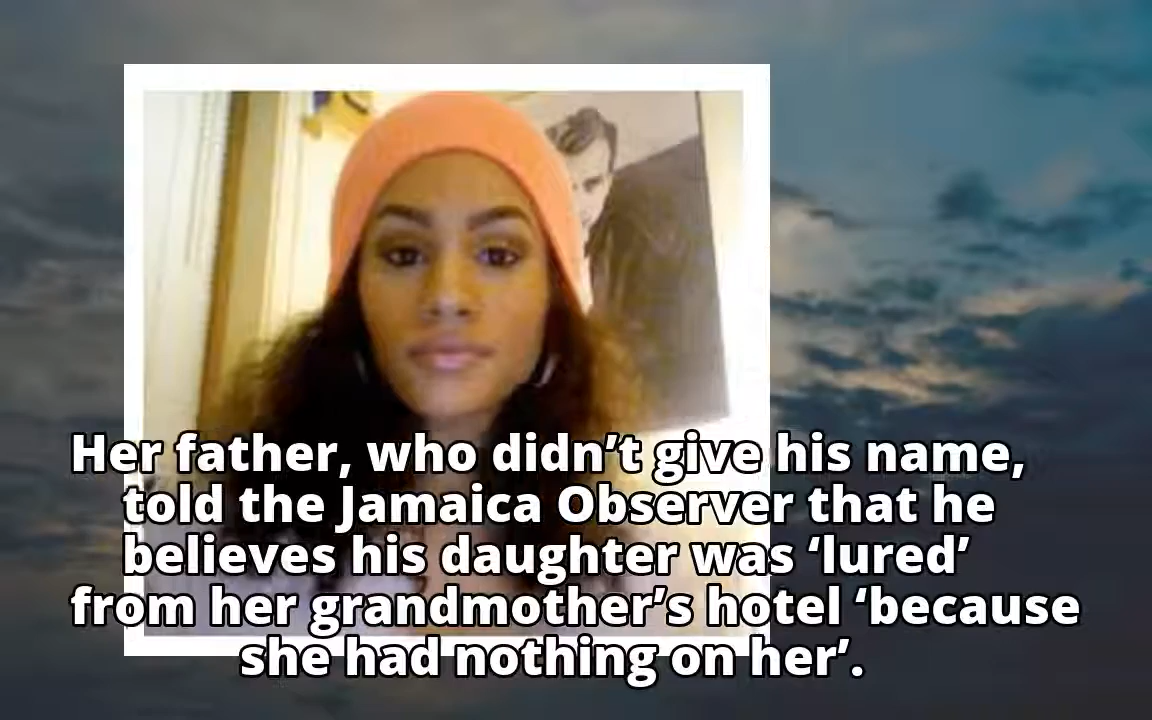 Her father, who didn’t give his name,
told the Jamaica Observer that he
believes his daughter was ‘lured’
from her grandmother’s hotel ‘because
she had nothing on her’.